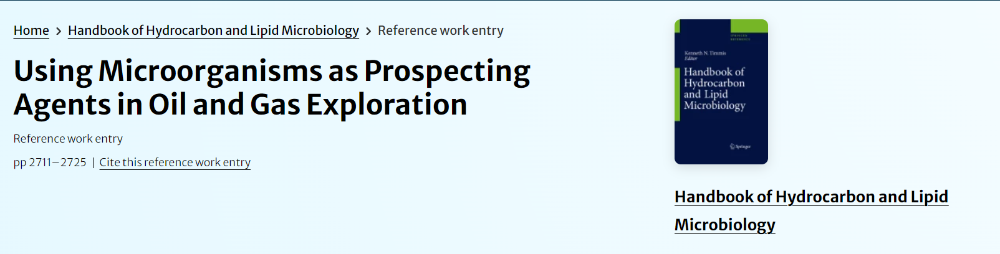 Home > Handbook of Hydrocarbon and Lipid Microbiology > Reference work entry
Using Microorganisms as Prospecting
Agents in Oil and Gas Exploration
Reference work entry
pp 2711–2725 | Cite this reference work entry
SPRINGER
REFERENCE
Kenneth N. Timmis
Editor
Handbook of
Hydrocarbon
and Lipid
Microbiology
Springer
Handbook of Hydrocarbon and Lipid
Microbiology